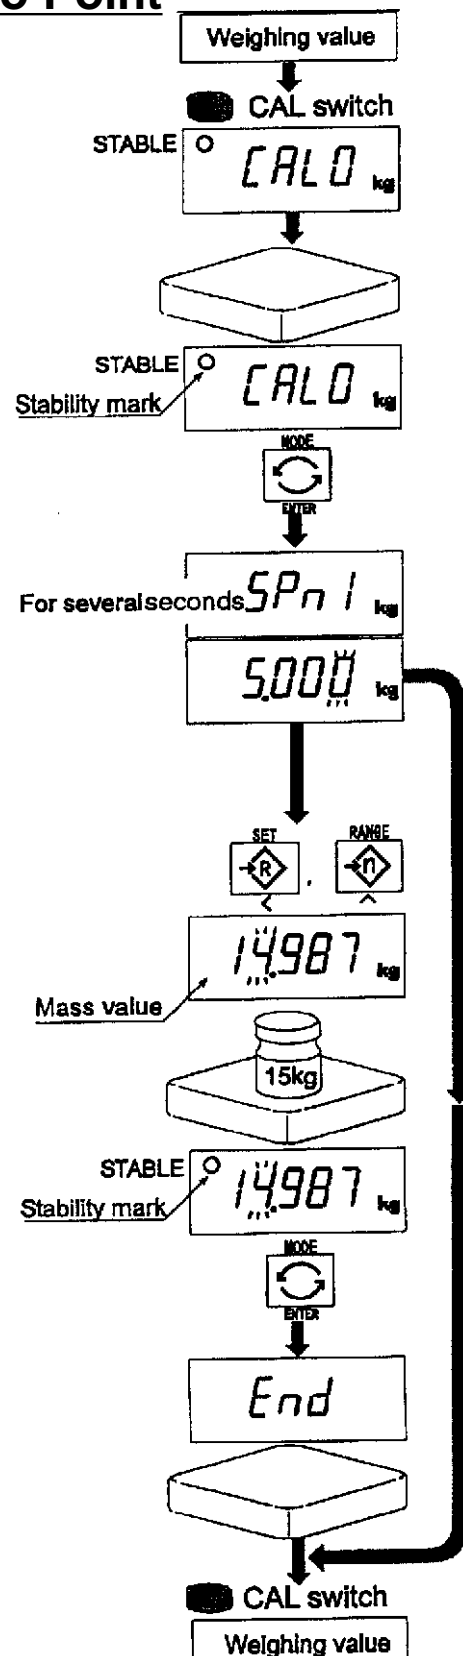 o Point
Weighing value
CAL switch
STABLE
CAL0 kg
STABLE
CAL0 kg
Stability mark
MODE
ENTER
For several seconds SPn 1 kg
5.000 kg
SET RANGE
R , n
< ^
14.987 kg
Mass value
15kg
STABLE
14.987 kg
Stability mark
MODE
ENTER
End
CAL switch
Weighing value